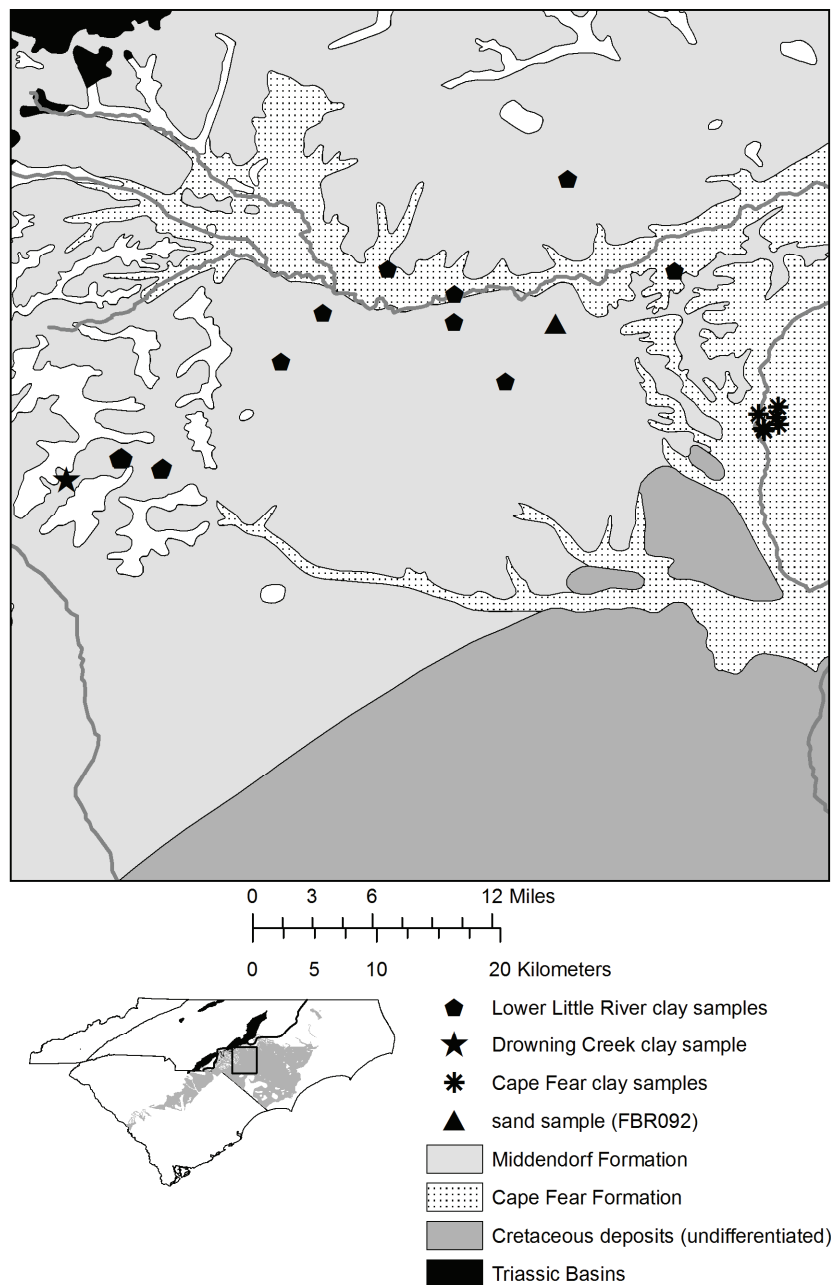 0 3 6 12 Miles
0 5 10 20 Kilometers
Lower Little River clay samples
Drowning Creek clay sample
Cape Fear clay samples
sand sample (FBR092)
Middendorf Formation
Cape Fear Formation
Cretaceous deposits (undifferentiated)
Triassic Basins